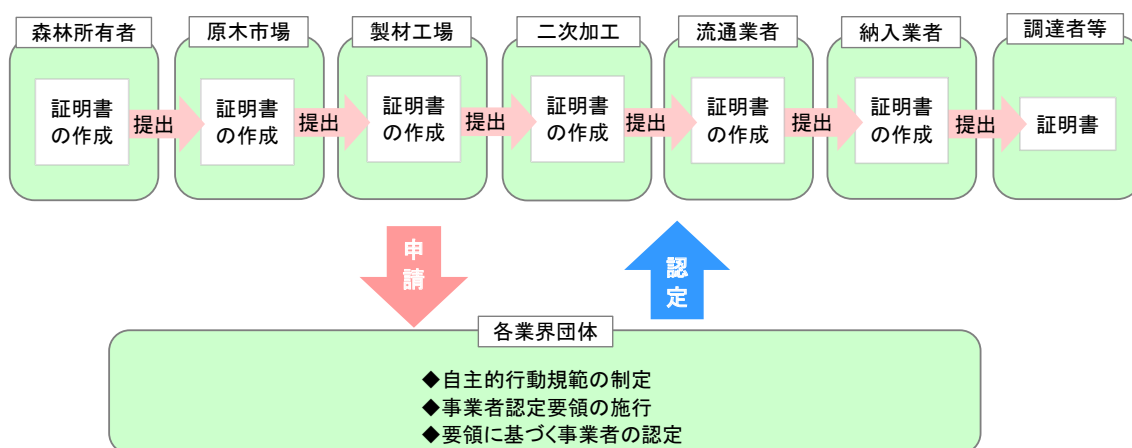 森林所有者
原木市場
製材工場
二次加工
流通業者
納入業者
調達者等
証明書
の作成
提出
証明書
の作成
提出
証明書
の作成
提出
証明書
の作成
提出
証明書
の作成
提出
証明書
の作成
提出
証明書
申
請
認
定
各業界団体
◆自主的行動規範の制定
◆事業者認定要領の施行
◆要領に基づく事業者の認定